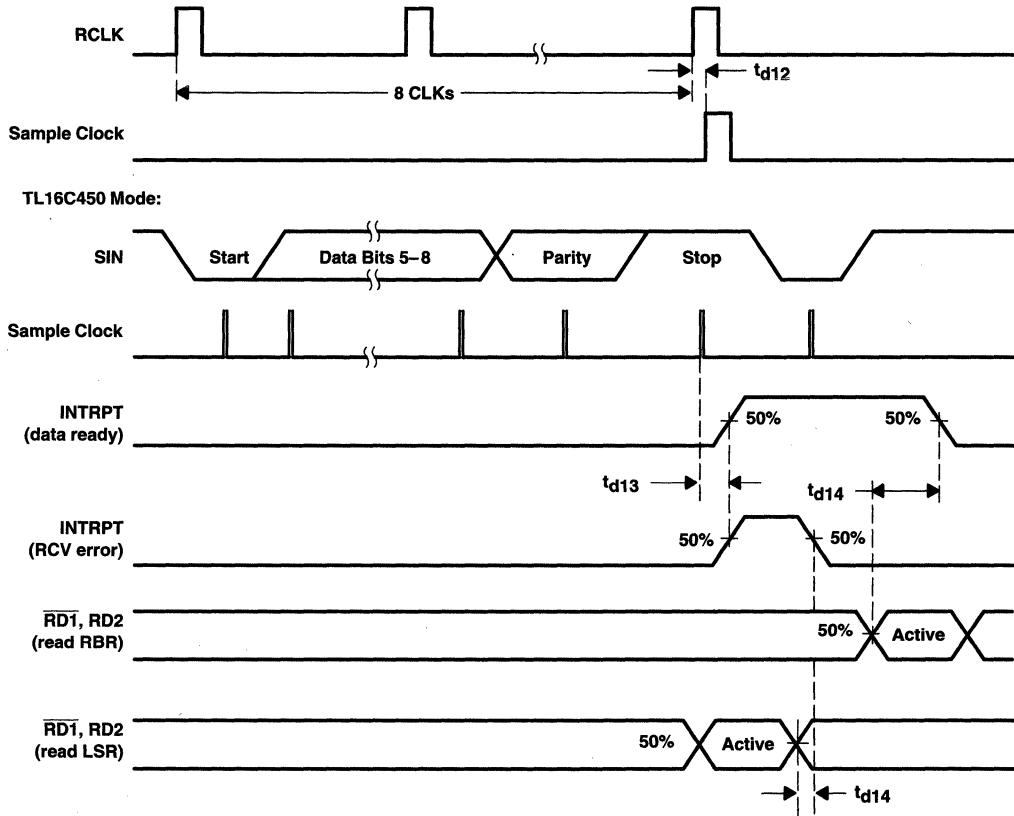 RCLK
td12
8 CLKs
Sample Clock
TL16C450 Mode:
SIN
Start
Data Bits 5–8
Parity
Stop
Sample Clock
INTRPT
(data ready)
50%
50%
td13
td14
INTRPT
(RCV error)
50%
50%
RD1, RD2
(read RBR)
50%
Active
RD1, RD2
(read LSR)
50%
Active
td14